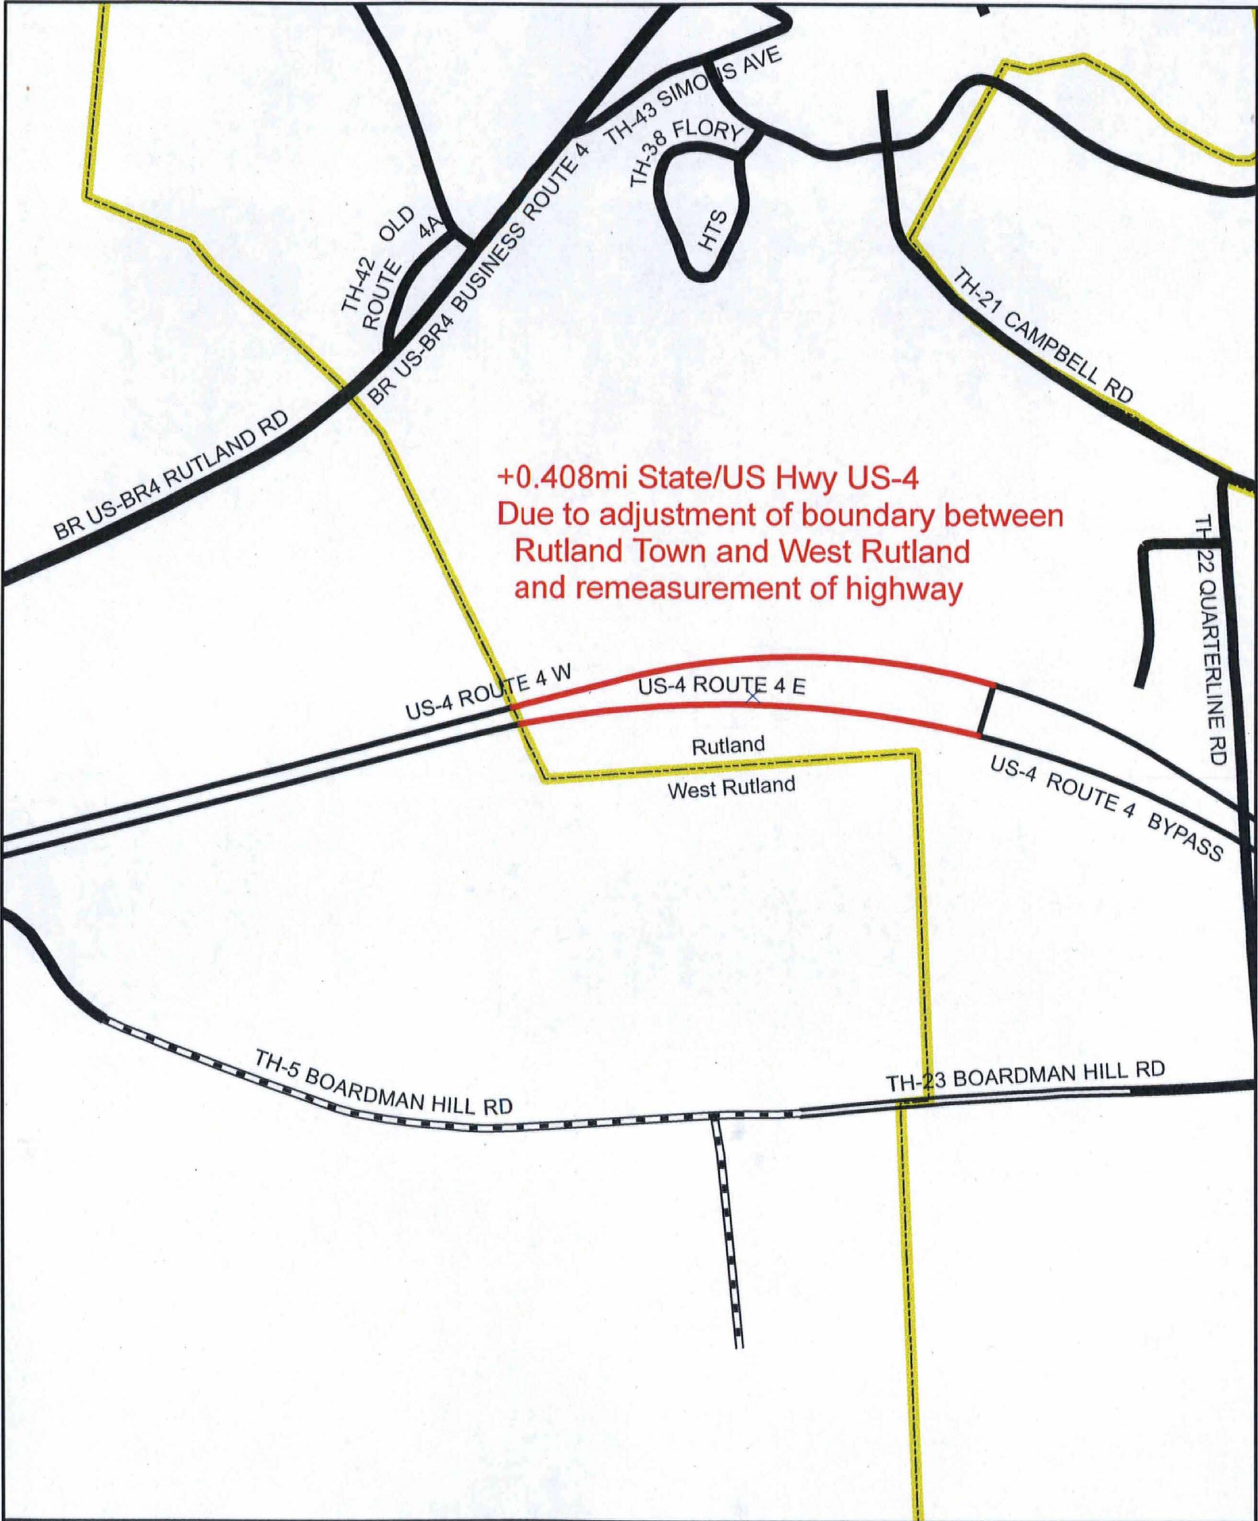 TH-43 SIMONS AVE
TH-38 FLORY
HTS
OLD
4A
TH-42
ROUTE
BR US-BR4 BUSINESS ROUTE 4
TH-21 CAMPBELL RD
BR US-BR4 RUTLAND RD
+0.408mi State/US Hwy US-4
Due to adjustment of boundary between
Rutland Town and West Rutland
and remeasurement of highway
TH-22 QUARTERLINE RD
US-4 ROUTE 4 W
US-4 ROUTE 4 E
Rutland
West Rutland
US-4 ROUTE 4 BYPASS
TH-5 BOARDMAN HILL RD
TH-23 BOARDMAN HILL RD